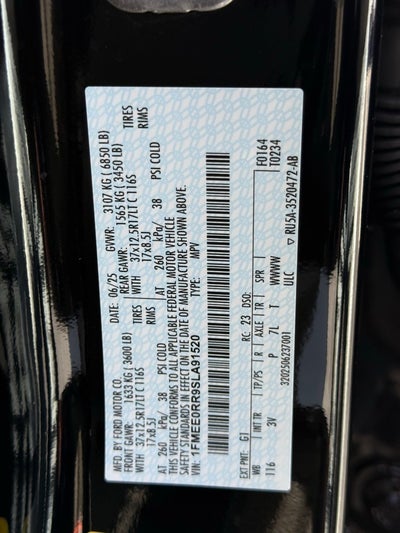 MFD. BY FORD MOTOR CO.
DATE: 06/25 GVWR: 3107 KG ( 6850 LB)
FRONT GAWR: 1633 KG ( 3600 LB) REAR GAWR: 1565 KG ( 3450 LB)
WITH 37x12.5R17LT C 116S TIRES WITH 37x12.5R17LT C 116S TIRES
17x8.5J RIMS 17x8.5J RIMS
AT 260 kPa/ 38 PSI COLD AT 260 kPa/ 38 PSI COLD
THIS VEHICLE CONFORMS TO ALL APPLICABLE FEDERAL MOTOR VEHICLE
SAFETY STANDARDS IN EFFECT ON THE DATE OF MANUFACTURE SHOWN ABOVE.
VIN: 1FMEE0RR9SLA91520 TYPE: MPV
F0164
T0234
EXT PNT: G1 RC: 23 DSO:
WB INT TR TP/PS R AXLE TR SPR
116 3V P 7L T WWWW
3202506237001 ULC
RU5A-3520472-AB